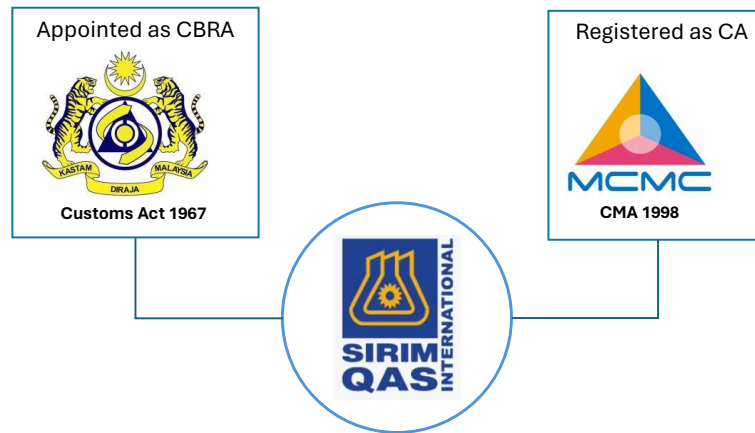 Appointed as CBRA
KASTAM
DIRAJA
MALAYSIA
Customs Act 1967
Registered as CA
MCMC
CMA 1998
SIRIM
QAS
INTERNATIONAL